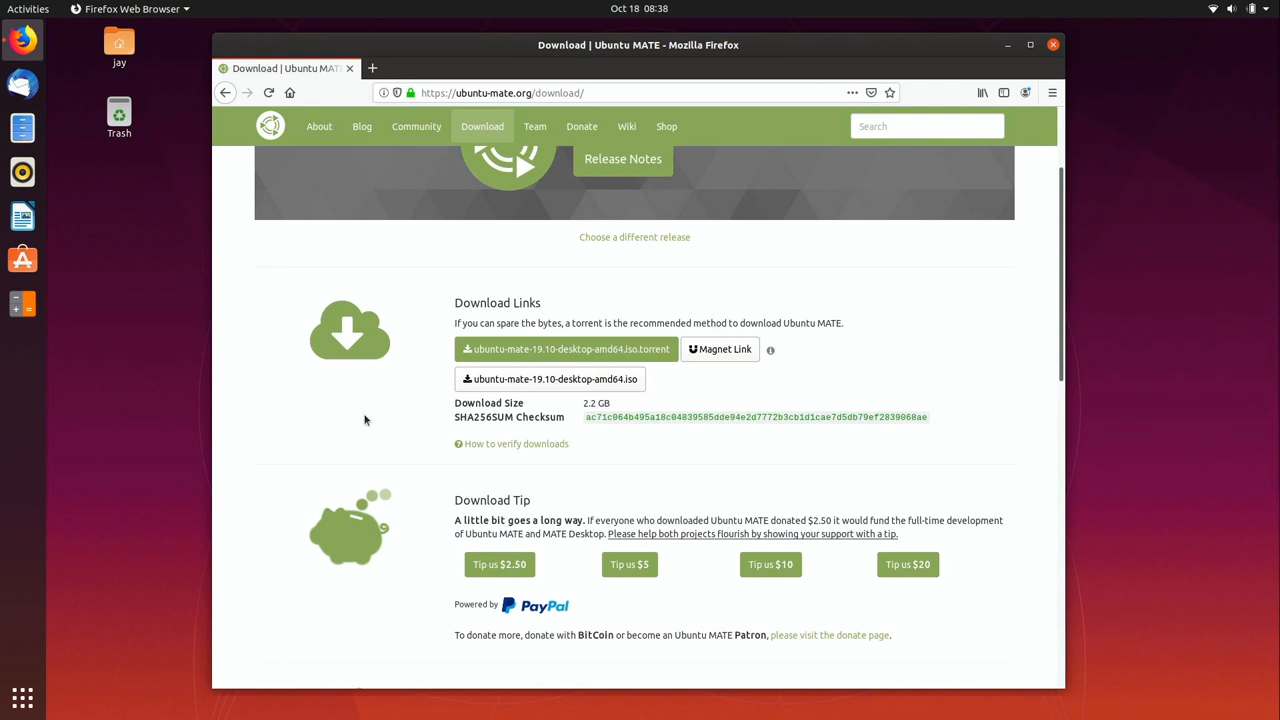 Activities
Firefox Web Browser
Oct 18 08:38
jay
Trash
Download | Ubuntu MATE - Mozilla Firefox
Download | Ubuntu MAT
https://ubuntu-mate.org/download/
About
Blog
Community
Download
Team
Donate
Wiki
Shop
Search
Release Notes
Choose a different release
Download Links
If you can spare the bytes, a torrent is the recommended method to download Ubuntu MATE.
ubuntu-mate-19.10-desktop-amd64.iso.torrent
Magnet Link
ubuntu-mate-19.10-desktop-amd64.iso
Download Size 2.2 GB
SHA256SUM Checksum ac71c064b495a18c04839585dde94e2d7772b3cb1d1cae7d5db79ef2839068ae
How to verify downloads
Download Tip
A little bit goes a long way. If everyone who downloaded Ubuntu MATE donated $2.50 it would fund the full-time development
of Ubuntu MATE and MATE Desktop. Please help both projects flourish by showing your support with a tip.
Tip us $2.50
Tip us $5
Tip us $10
Tip us $20
Powered by PayPal
To donate more, donate with BitCoin or become an Ubuntu MATE Patron, please visit the donate page.